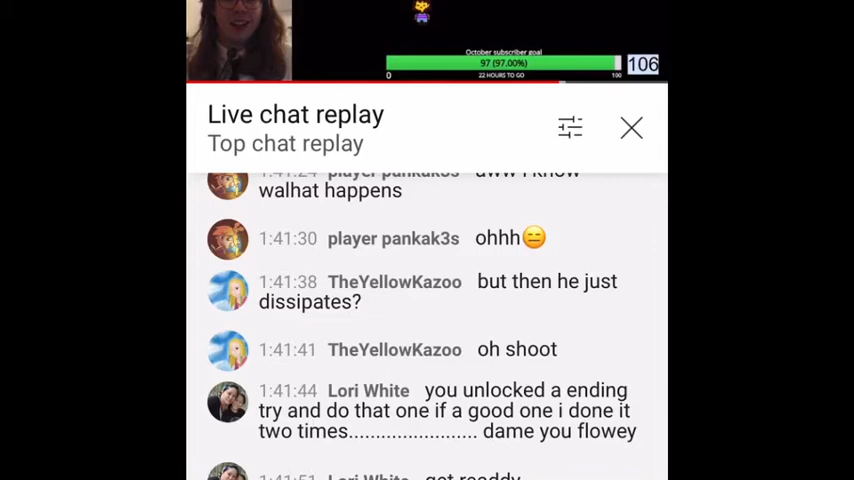 October subscriber goal
97 (97.00%)
106
0
22 HOURS TO GO
100
Live chat replay
Top chat replay
1:41:24 player pankak3s aww i know
walhat happens
1:41:30 player pankak3s ohhh😑
1:41:38 TheYellowKazoo but then he just
dissipates?
1:41:41 TheYellowKazoo oh shoot
1:41:44 Lori White you unlocked a ending
try and do that one if a good one i done it
two times........................ dame you flowey
1:41:51 Lori White get readdy